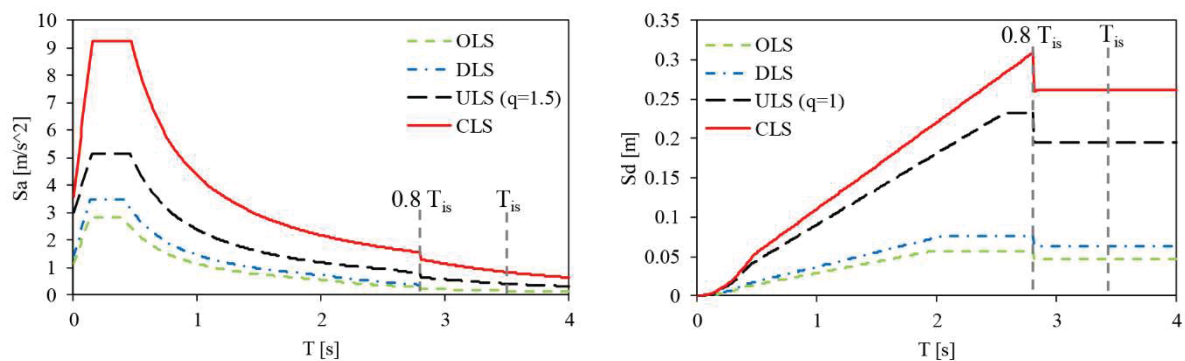 10
9
8
7
6
5
4
3
2
1
0
Sa [m/s^2]
OLS
DLS
ULS (q=1.5)
CLS
0.8 Tis
Tis
0 1 2 3 4
T [s]
0.35
0.3
0.25
0.2
0.15
0.1
0.05
0
Sd [m]
0.8 Tis
Tis
OLS
DLS
ULS (q=1)
CLS
0 1 2 3 4
T [s]